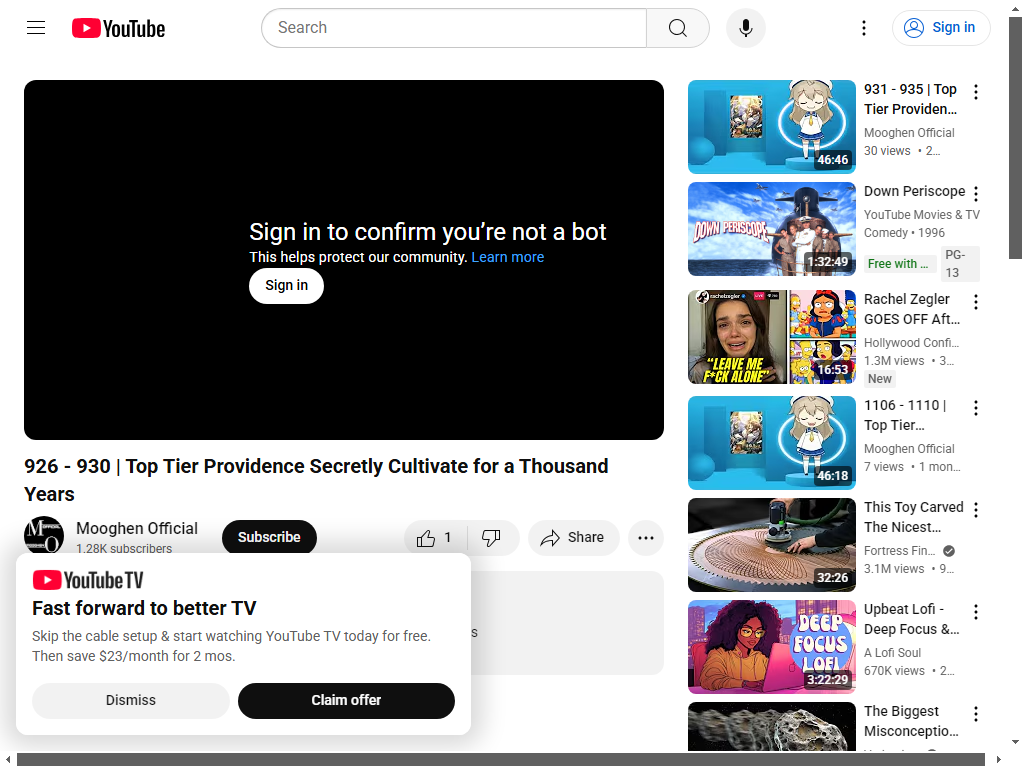 YouTube
Search
Sign in
Sign in to confirm you're not a bot
This helps protect our community. Learn more
Sign in
926 - 930 | Top Tier Providence Secretly Cultivate for a Thousand
Years
Mooghen Official
1.28K subscribers
Subscribe
1
Share
YouTube TV
Fast forward to better TV
Skip the cable setup & start watching YouTube TV today for free.
Then save $23/month for 2 mos.
Dismiss
Claim offer
46:46
931 - 935 | Top
Tier Providen...
Mooghen Official
30 views • 2...
DOWN PERISCOPE
1:32:49
Down Periscope
YouTube Movies & TV
Comedy • 1996
Free with ...
PG-
13
rachelzegler
LIVE
"LEAVE ME
F*CK ALONE"
16:53
Rachel Zegler
GOES OFF Aft...
Hollywood Confi...
1.3M views • 3...
New
46:18
1106 - 1110 |
Top Tier...
Mooghen Official
7 views • 1 mon...
32:26
This Toy Carved
The Nicest...
Fortress Fin...
3.1M views • 9...
DEEP
FOCUS
LOFI
3:22:29
Upbeat Lofi -
Deep Focus &...
A Lofi Soul
670K views • 2...
The Biggest
Misconceptio...